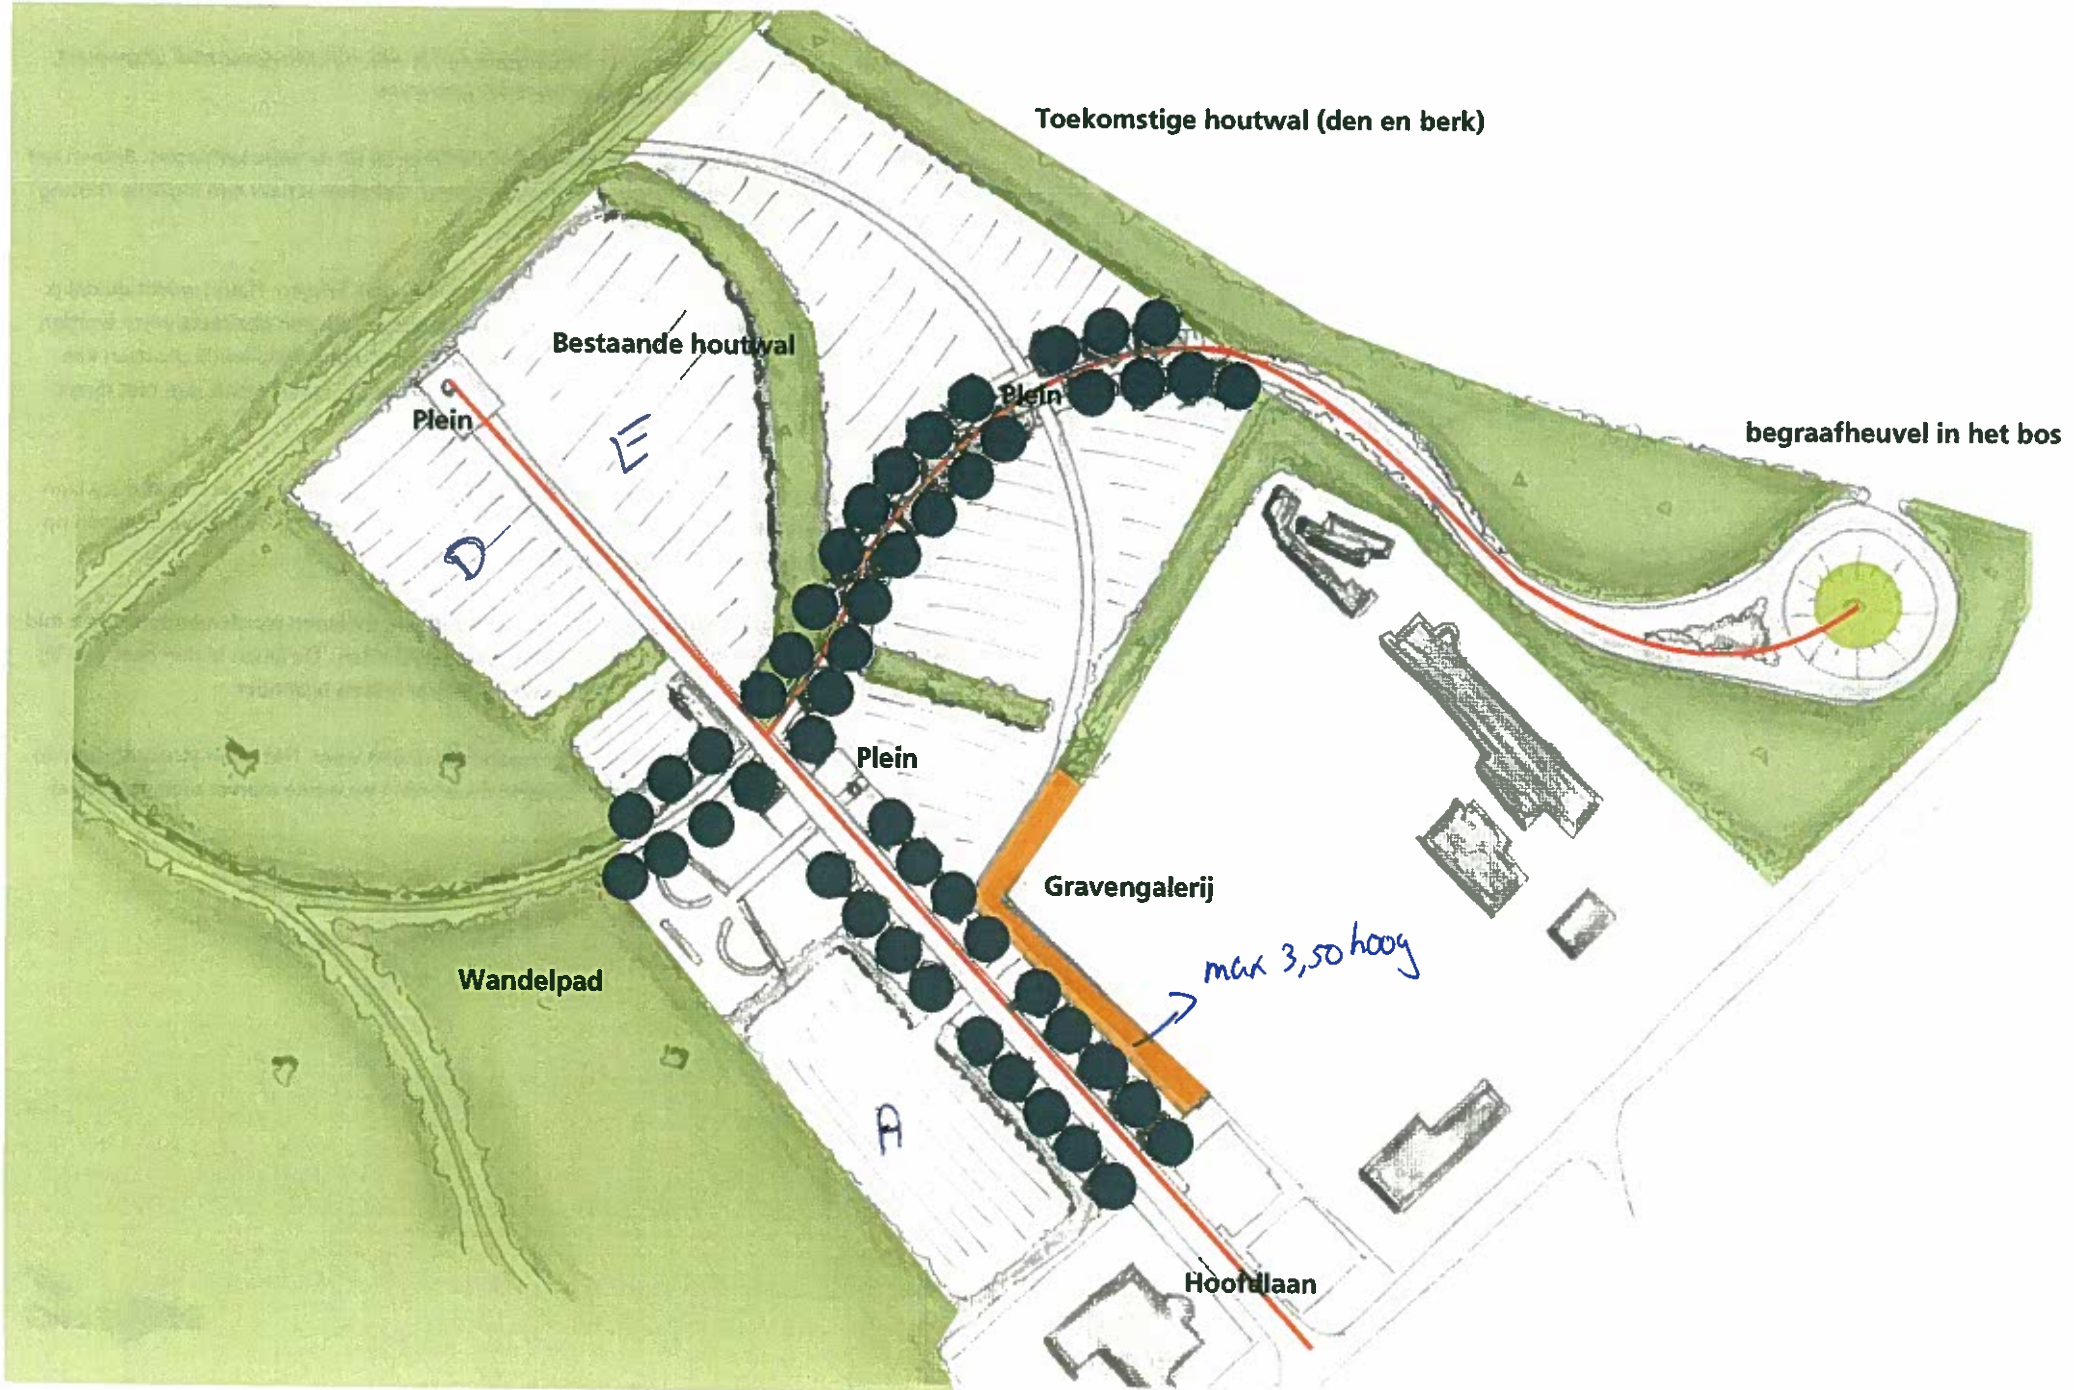 Toekomstige houtwal (den en berk)
Bestaande houtwal
Plein
Plein
begraafheuvel in het bos
E
D
Plein
Gravengalerij
max 3,50 hoog
Wandelpad
A
Hoofdlaan